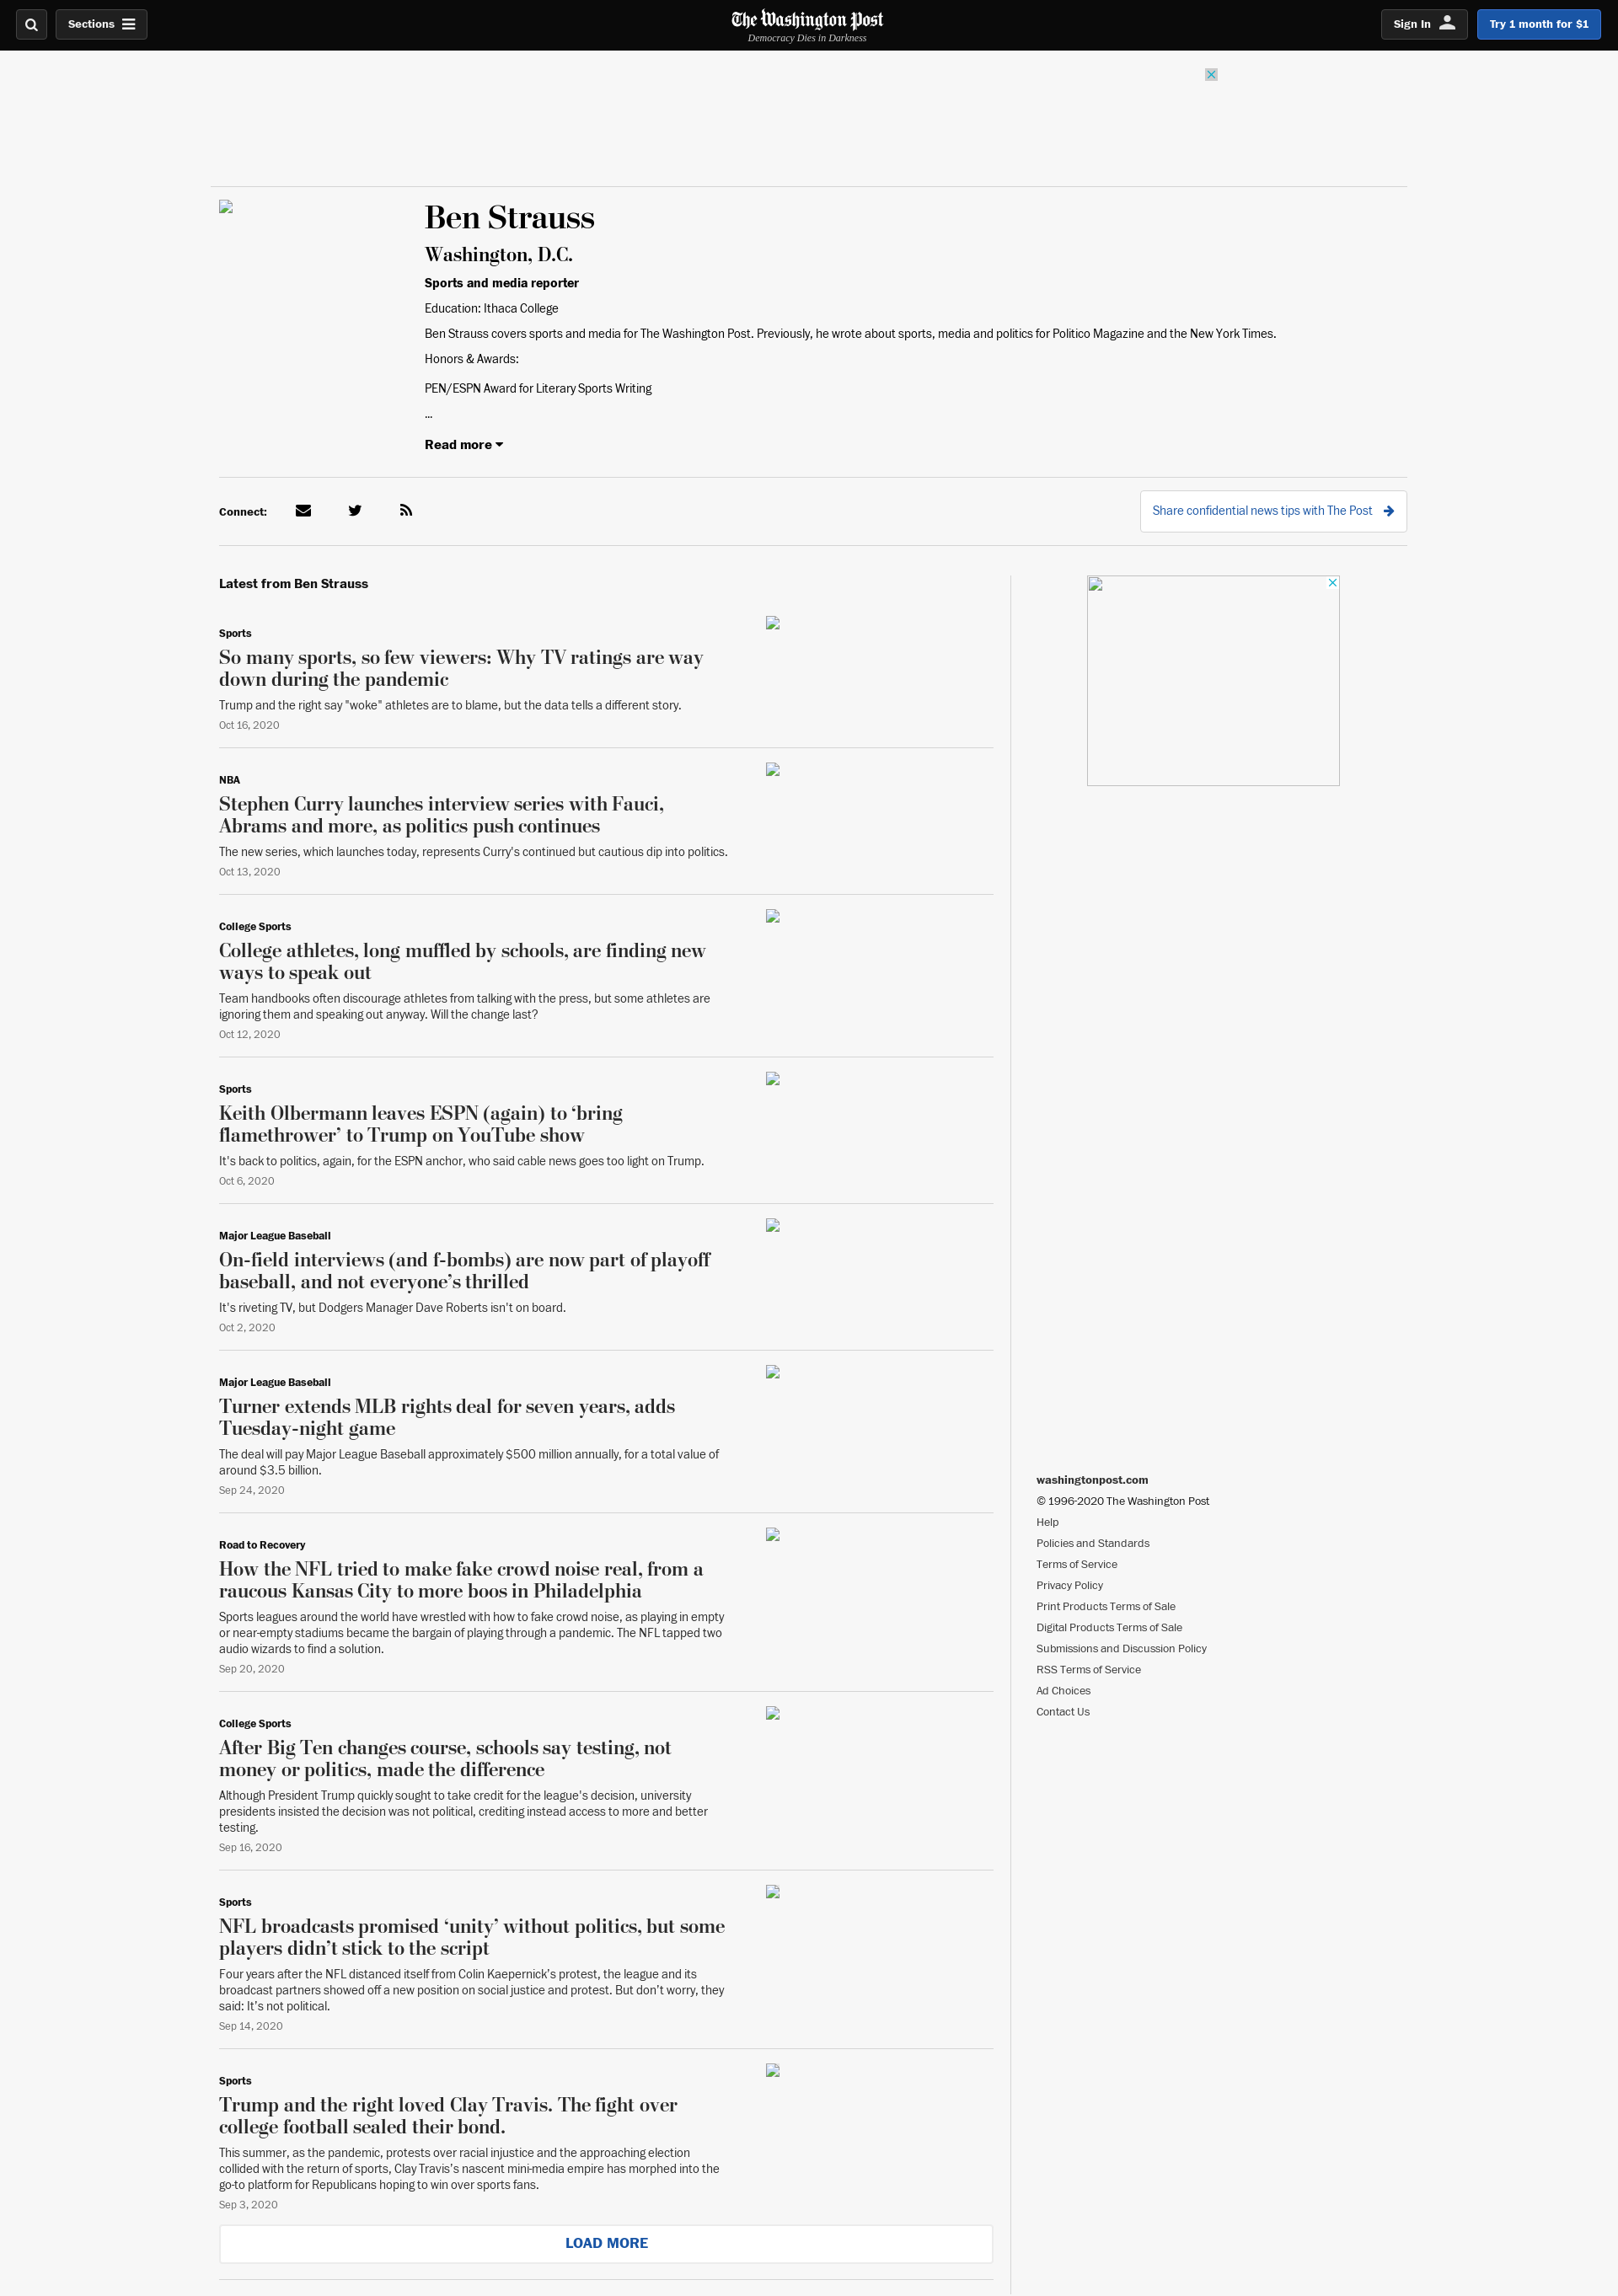 Sections
The Washington Post
Democracy Dies in Darkness
Sign In
Try 1 month for $1
Ben Strauss
Washington, D.C.
Sports and media reporter
Education: Ithaca College
Ben Strauss covers sports and media for The Washington Post. Previously, he wrote about sports, media and politics for Politico Magazine and the New York Times.
Honors & Awards:
PEN/ESPN Award for Literary Sports Writing
...
Read more
Connect:
Share confidential news tips with The Post
Latest from Ben Strauss
Sports
So many sports, so few viewers: Why TV ratings are way
down during the pandemic
Trump and the right say "woke" athletes are to blame, but the data tells a different story.
Oct 16, 2020
NBA
Stephen Curry launches interview series with Fauci,
Abrams and more, as politics push continues
The new series, which launches today, represents Curry's continued but cautious dip into politics.
Oct 13, 2020
College Sports
College athletes, long muffled by schools, are finding new
ways to speak out
Team handbooks often discourage athletes from talking with the press, but some athletes are
ignoring them and speaking out anyway. Will the change last?
Oct 12, 2020
Sports
Keith Olbermann leaves ESPN (again) to ‘bring
flamethrower’ to Trump on YouTube show
It's back to politics, again, for the ESPN anchor, who said cable news goes too light on Trump.
Oct 6, 2020
Major League Baseball
On-field interviews (and f-bombs) are now part of playoff
baseball, and not everyone’s thrilled
It's riveting TV, but Dodgers Manager Dave Roberts isn't on board.
Oct 2, 2020
Major League Baseball
Turner extends MLB rights deal for seven years, adds
Tuesday-night game
The deal will pay Major League Baseball approximately $500 million annually, for a total value of
around $3.5 billion.
Sep 24, 2020
Road to Recovery
How the NFL tried to make fake crowd noise real, from a
raucous Kansas City to more boos in Philadelphia
Sports leagues around the world have wrestled with how to fake crowd noise, as playing in empty
or near-empty stadiums became the bargain of playing through a pandemic. The NFL tapped two
audio wizards to find a solution.
Sep 20, 2020
College Sports
After Big Ten changes course, schools say testing, not
money or politics, made the difference
Although President Trump quickly sought to take credit for the league's decision, university
presidents insisted the decision was not political, crediting instead access to more and better
testing.
Sep 16, 2020
Sports
NFL broadcasts promised ‘unity’ without politics, but some
players didn’t stick to the script
Four years after the NFL distanced itself from Colin Kaepernick’s protest, the league and its
broadcast partners showed off a new position on social justice and protest. But don’t worry, they
said: It’s not political.
Sep 14, 2020
Sports
Trump and the right loved Clay Travis. The fight over
college football sealed their bond.
This summer, as the pandemic, protests over racial injustice and the approaching election
collided with the return of sports, Clay Travis’s nascent mini-media empire has morphed into the
go-to platform for Republicans hoping to win over sports fans.
Sep 3, 2020
LOAD MORE
washingtonpost.com
© 1996-2020 The Washington Post
Help
Policies and Standards
Terms of Service
Privacy Policy
Print Products Terms of Sale
Digital Products Terms of Sale
Submissions and Discussion Policy
RSS Terms of Service
Ad Choices
Contact Us